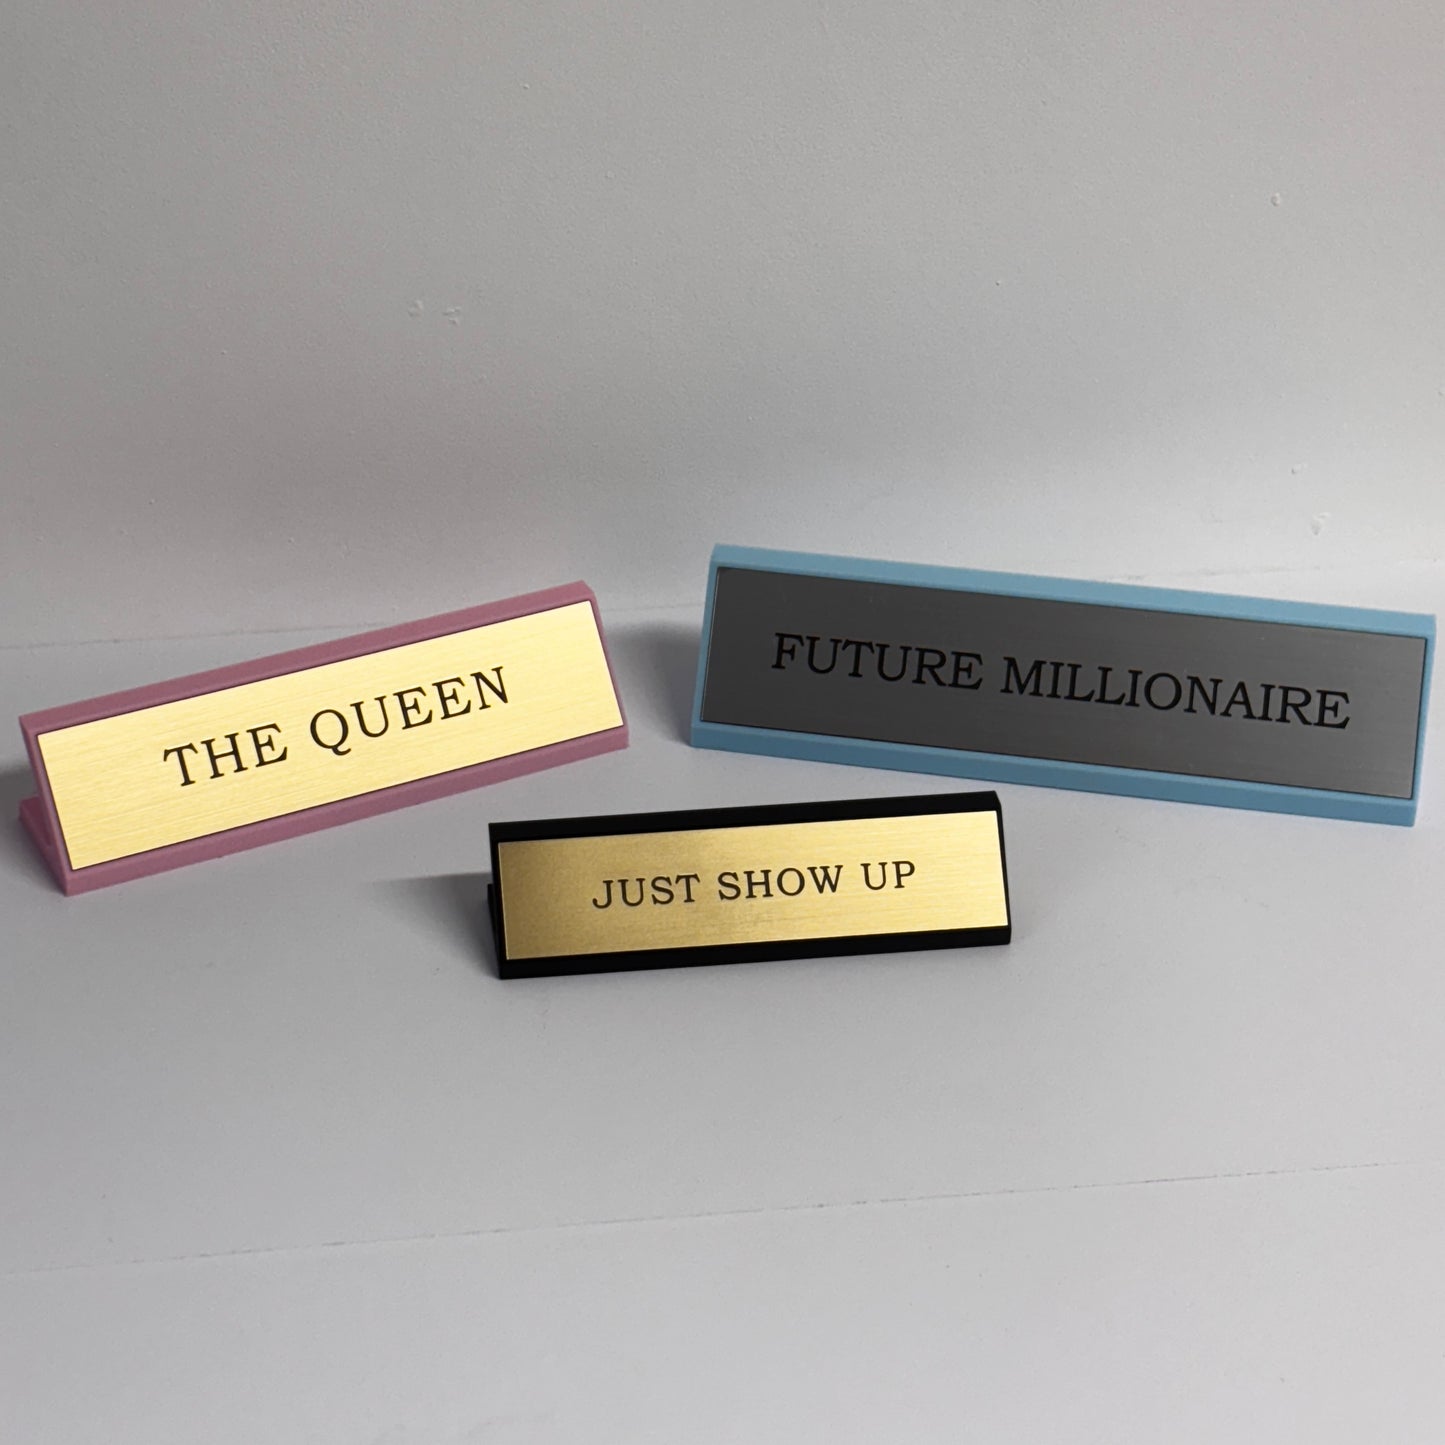 THE QUEEN
FUTURE MILLIONAIRE
JUST SHOW UP